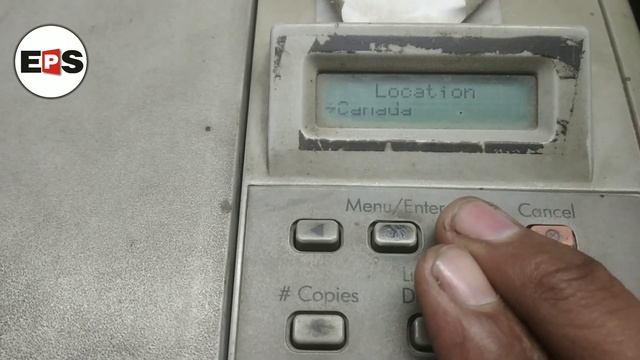 EPS
Location
Canada
Menu/Enter
Cancel
# Copies